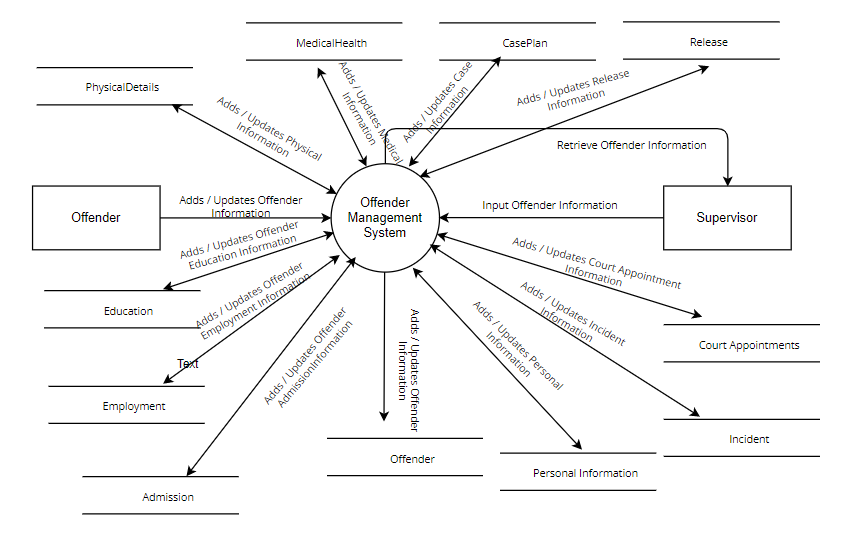 MedicalHealth
CasePlan
Release
PhysicalDetails
Adds / Updates Physical
Information
Adds / Updates Medical
Information
Adds / Updates Case
Information
Adds / Updates Release
Information
Retrieve Offender Information
Offender
Adds / Updates Offender
Information
Offender
Management
System
Input Offender Information
Supervisor
Adds / Updates Offender
Education Information
Adds / Updates Court Appointment
Information
Education
Adds / Updates Offender
Employment Information
Adds / Updates Incident
Information
Court Appointments
Text
Adds / Updates Offender
AdmissionInformation
Adds / Updates Offender
Information
Adds / Updates Personal
Information
Employment
Incident
Offender
Personal Information
Admission